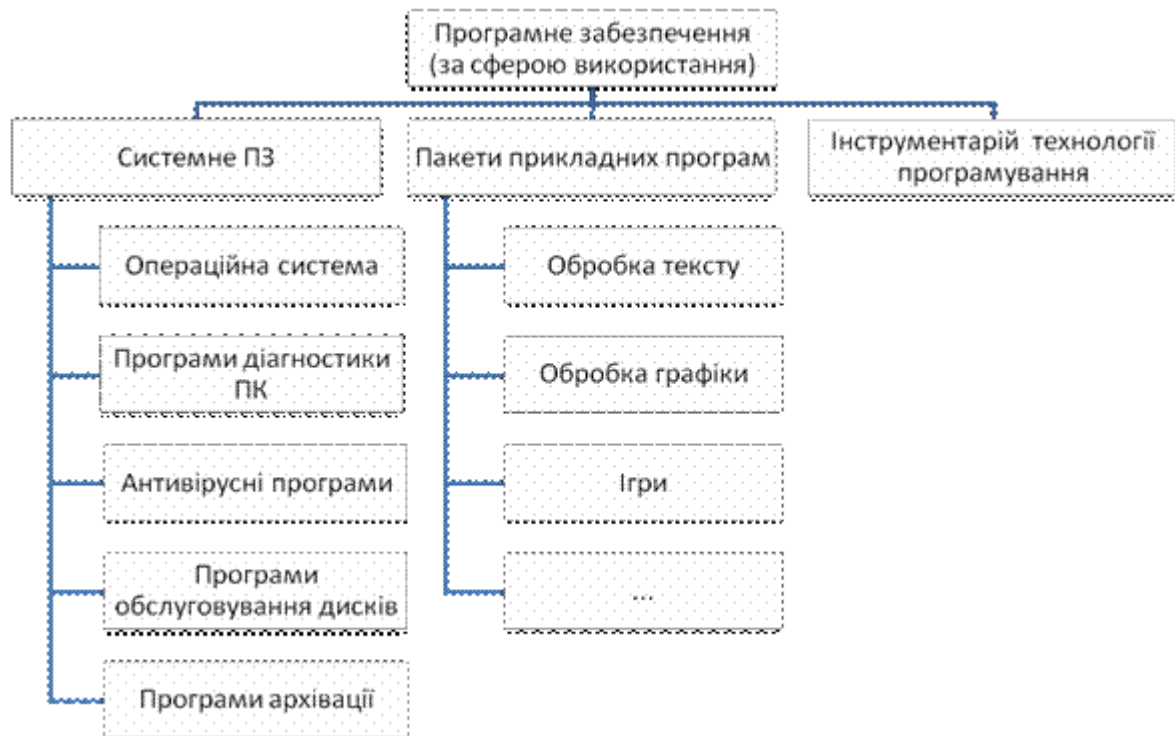 Програмне забезпечення
(за сферою використання)
Системне ПЗ
Пакети прикладних програм
Інструментарій технології
програмування
Операційна система
Програми діагностики
ПК
Антивірусні програми
Програми
обслуговування дисків
Програми архівації
Обробка тексту
Обробка графіки
Ігри
...